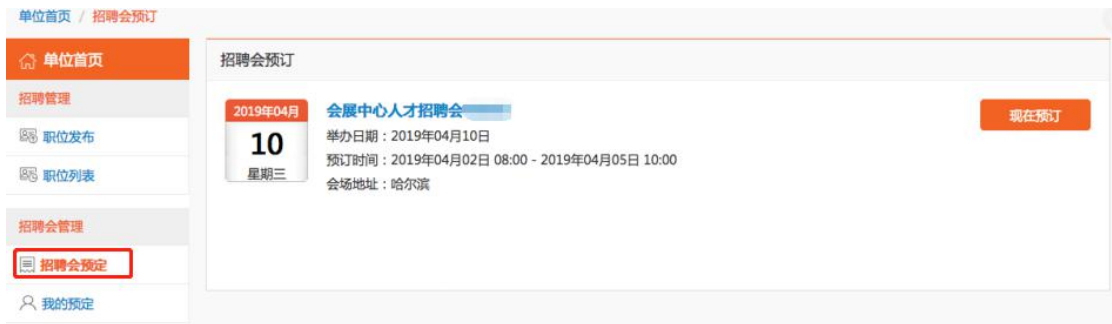 单位首页 / 招聘会预订
单位首页
招聘管理
职位发布
职位列表
招聘会管理
招聘会预定
我的预定
招聘会预订
2019年04月
10
星期三
会展中心人才招聘会
举办日期：2019年04月10日
预订时间：2019年04月02日 08:00 - 2019年04月05日 10:00
会场地址：哈尔滨
现在预订